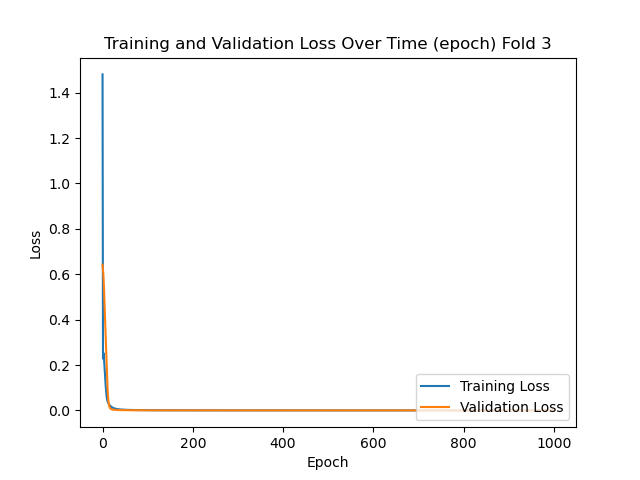 Training and Validation Loss Over Time (epoch) Fold 3
1.4
1.2
1.0
0.8
0.6
0.4
0.2
0.0
Loss
Training Loss
Validation Loss
0 200 400 600 800 1000
Epoch